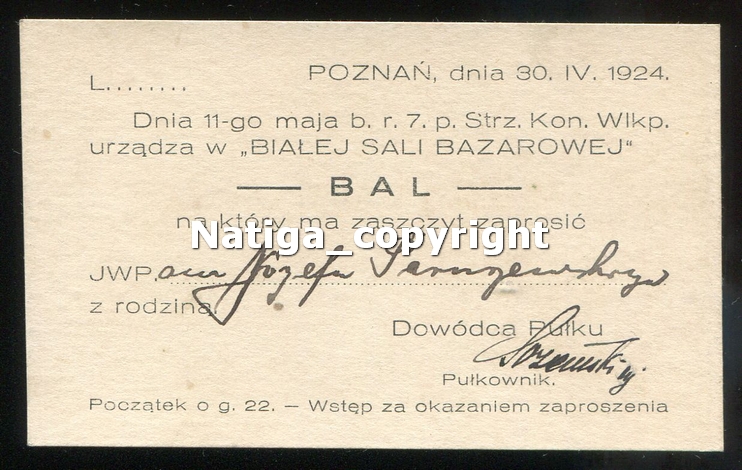 POZNAŃ, dnia 30. IV. 1924.
L........
Dnia 11-go maja b. r. 7. p. Strz. Kon. Wlkp.
urządza w „BIAŁEJ SALI BAZAROWEJ"
— BAL —
na który ma zaszczyt zaprosić
Natiga_copyright
JWP. Józefa
z rodziną.
Dowódca Pułku
Pułkownik.
Początek o g. 22. — Wstęp za okazaniem zaproszenia